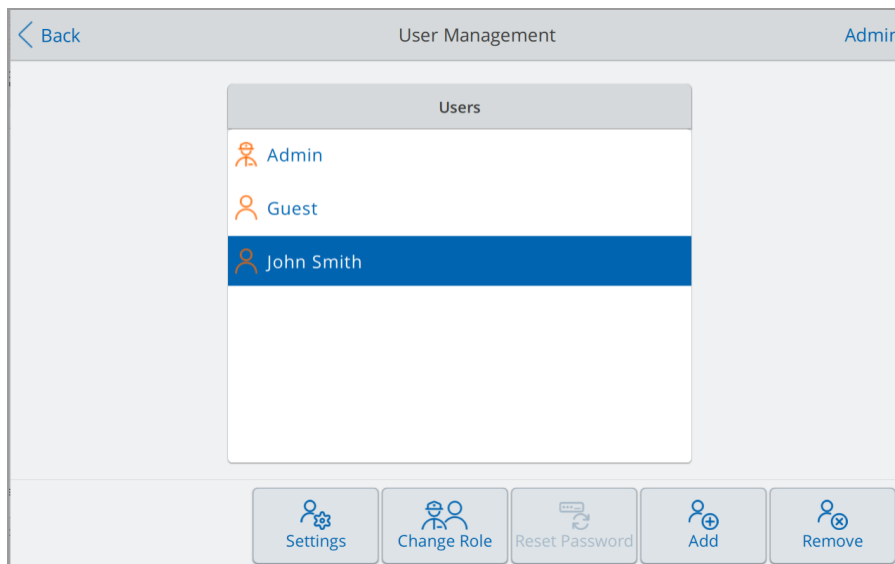 Back
User Management
Admin
Users
Admin
Guest
John Smith
Settings
Change Role
Reset Password
Add
Remove